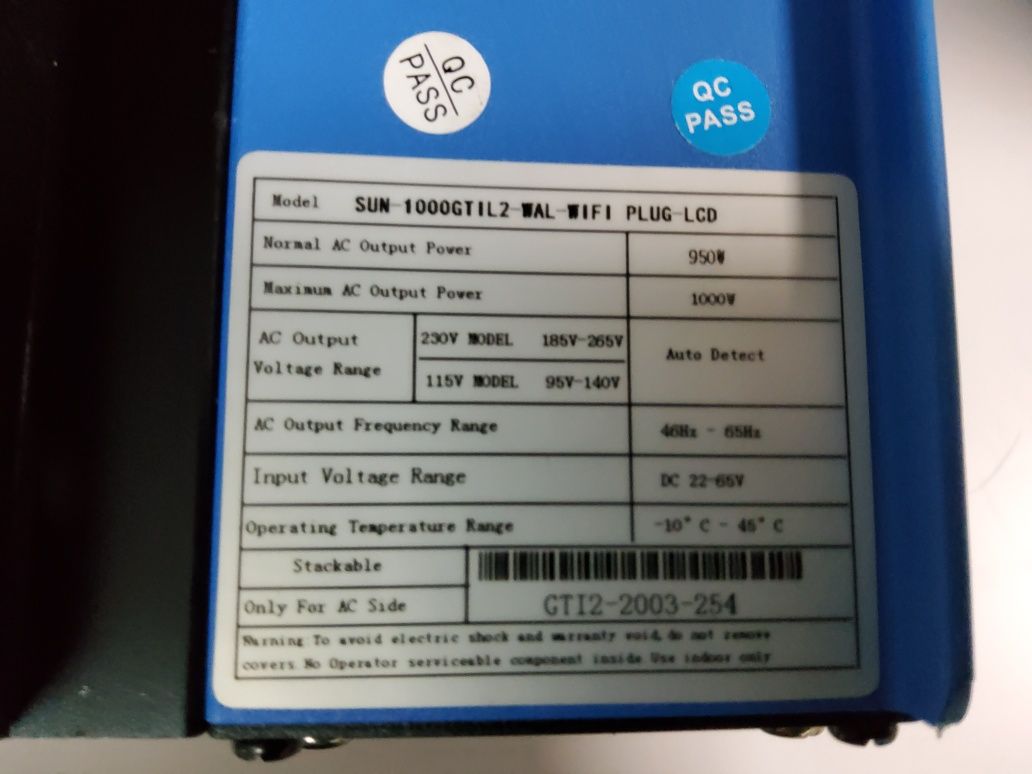 QC
PASS
QC
PASS
Model SUN-1000GTIL2-WAL-WIFI PLUG-LCD
Normal AC Output Power 950W
Maximum AC Output Power 1000W
AC Output
Voltage Range
230V MODEL 185V-265V
115V MODEL 95V-140V
Auto Detect
AC Output Frequency Range 46Hz - 65Hz
Input Voltage Range DC 22-65V
Operating Temperature Range -10°C - 45°C
Stackable
Only For AC Side
GTI2-2003-254
Warning:To avoid electric shock and warranty void,do not remove
covers.No Operator serviceable component inside.Use indoor only